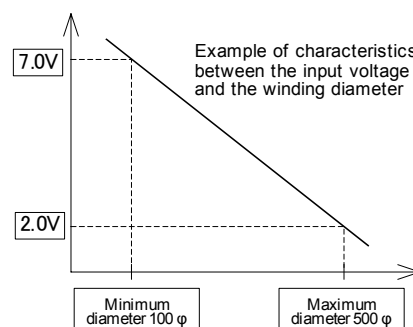 Example of characteristics
between the input voltage
and the winding diameter
7.0V
2.0V
Minimum
diameter 100 φ
Maximum
diameter 500 φ